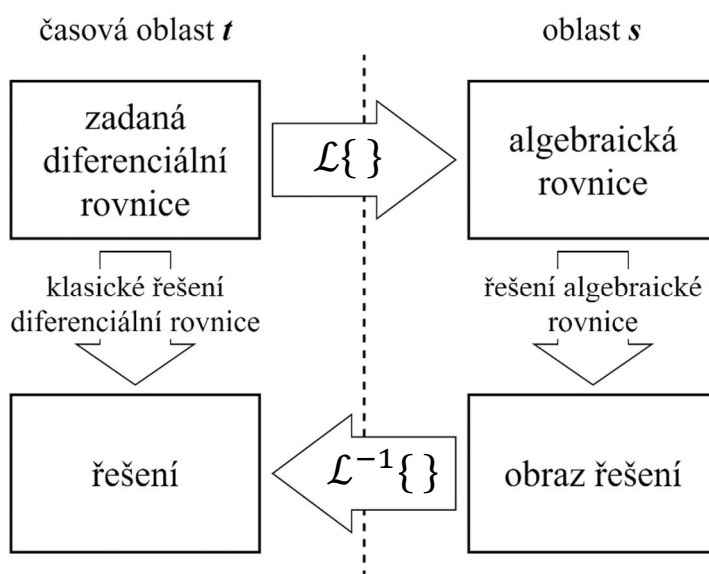 časová oblast t
oblast s
zadaná
diferenciální
rovnice
ℒ{ }
algebraická
rovnice
klasické řešení
diferenciální rovnice
řešení algebraické
rovnice
řešení
ℒ⁻¹{ }
obraz řešení